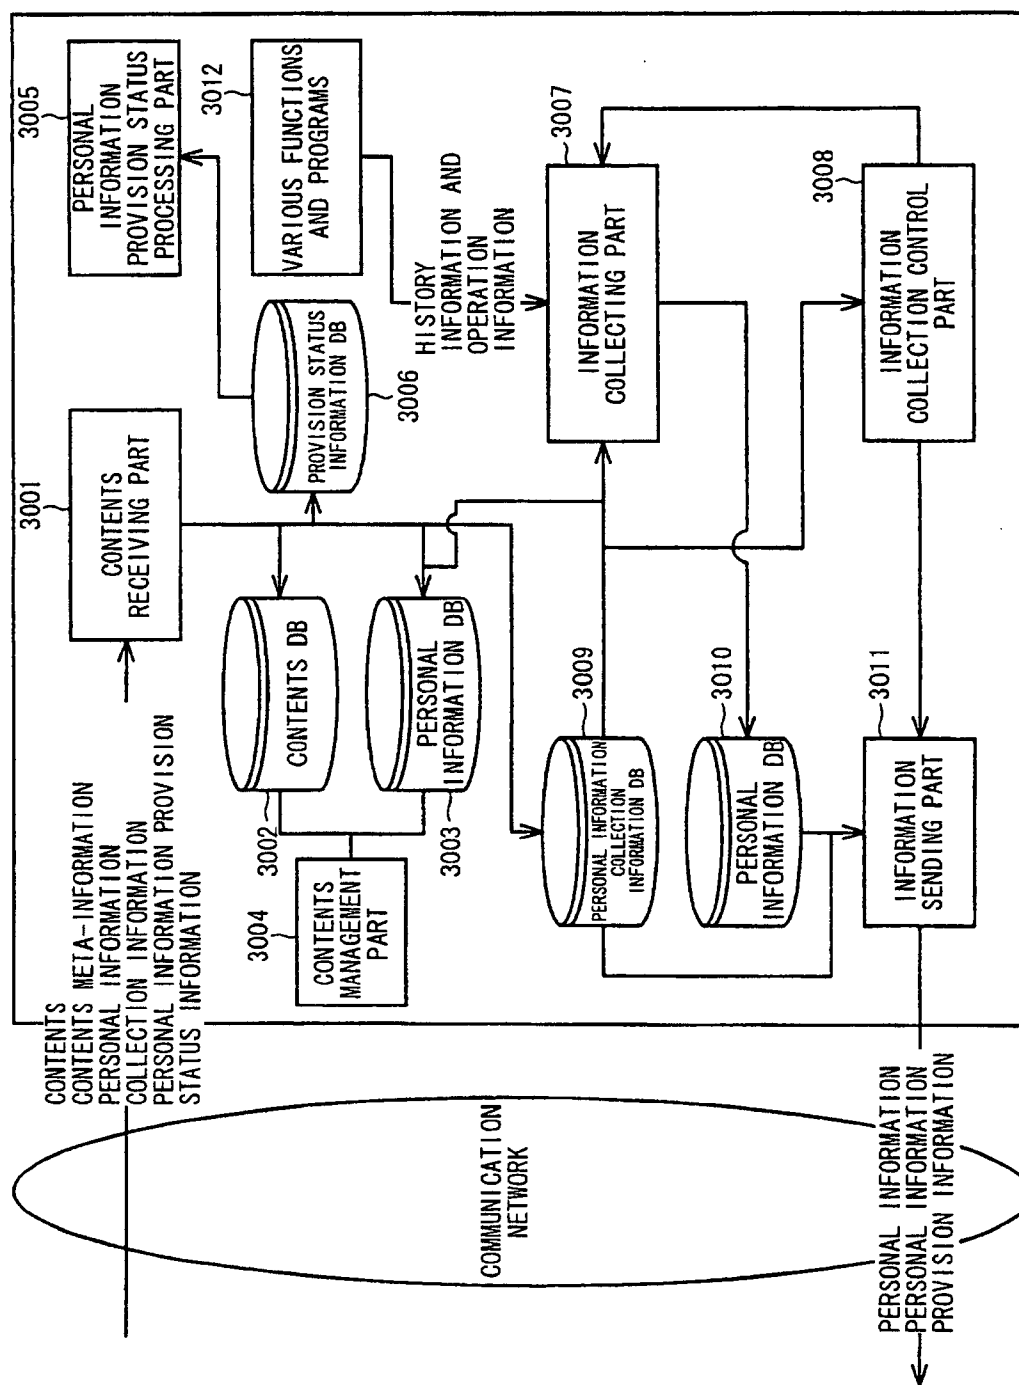 CONTENTS
CONTENTS META-INFORMATION
PERSONAL INFORMATION
COLLECTION INFORMATION
PERSONAL INFORMATION PROVISION
STATUS INFORMATION
3001
CONTENTS
RECEIVING PART
3005
PERSONAL
INFORMATION
PROVISION STATUS
PROCESSING PART
3002
CONTENTS DB
3004
CONTENTS
MANAGEMENT
PART
3003
PERSONAL
INFORMATION DB
PROVISION STATUS
INFORMATION DB
3006
3012
VARIOUS FUNCTIONS
AND PROGRAMS
HISTORY
INFORMATION AND
OPERATION
INFORMATION
COMMUNICATION
NETWORK
3009
PERSONAL INFORMATION
COLLECTION
INFORMATION DB
3007
INFORMATION
COLLECTING PART
3010
PERSONAL
INFORMATION DB
3011
INFORMATION
SENDING PART
3008
INFORMATION
COLLECTION CONTROL
PART
PERSONAL INFORMATION
PERSONAL INFORMATION
PROVISION INFORMATION